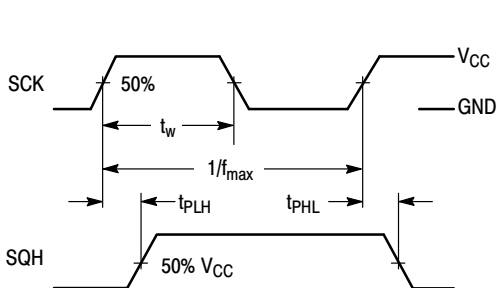 V_CC
SCK 50%
GND
t_w
1/f_max
t_PLH t_PHL
SQH 50% V_CC